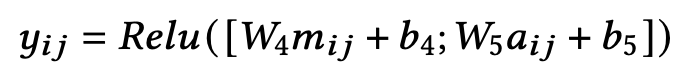 y_{ij} = Relu([W_4 m_{ij} + b_4; W_5 a_{ij} + b_5])